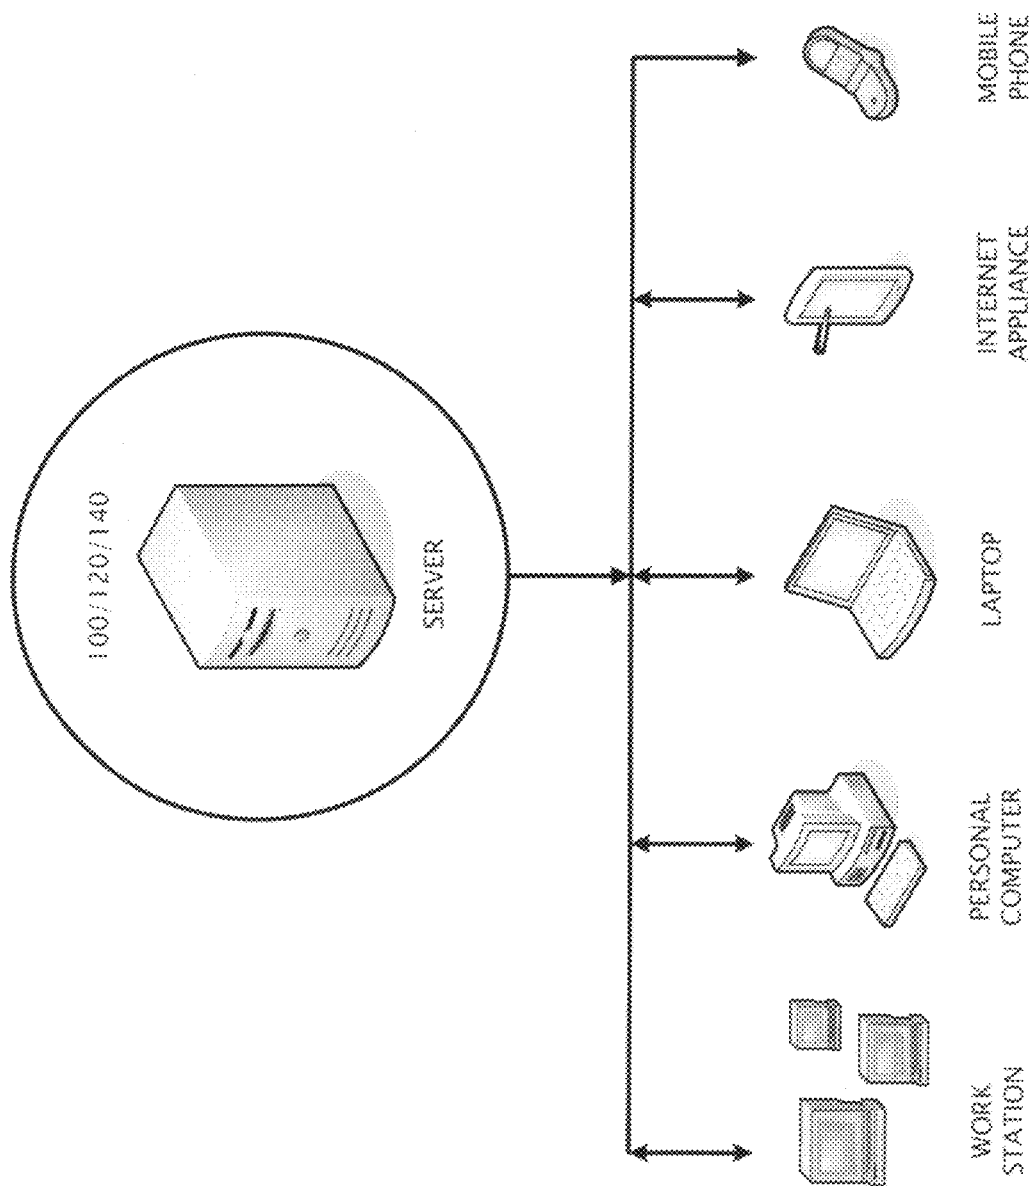 100/120/140
SERVER
WORK
STATION
PERSONAL
COMPUTER
LAPTOP
INTERNET
APPLIANCE
MOBILE
PHONE